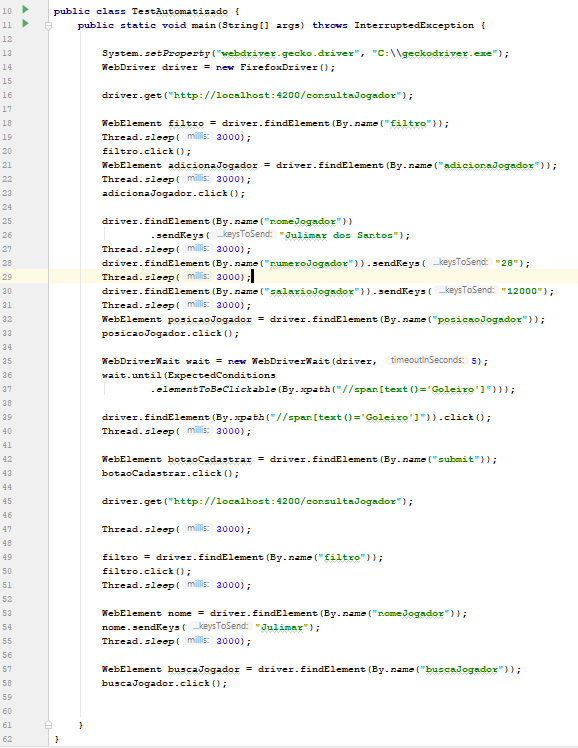 10 public class TestAutomatizado {
11 public static void main(String[] args) throws InterruptedException {
12
13 System.setProperty("webdriver.gecko.driver", "C:\\geckodriver.exe");
14 WebDriver driver = new FirefoxDriver();
15
16 driver.get("http://localhost:4200/consultaJogador");
17
18 WebElement filtro = driver.findElement(By.name("filtro"));
19 Thread.sleep( millis: 3000);
20 filtro.click();
21 WebElement adicionaJogador = driver.findElement(By.name("adicionaJogador"));
22 Thread.sleep( millis: 3000);
23 adicionaJogador.click();
24
25 driver.findElement(By.name("nomeJogador"))
26 .sendKeys( ...keysToSend: "Julimar dos Santos");
27 Thread.sleep( millis: 3000);
28 driver.findElement(By.name("numeroJogador")).sendKeys( ...keysToSend: "28");
29 Thread.sleep( millis: 3000);
30 driver.findElement(By.name("salarioJogador")).sendKeys( ...keysToSend: "12000");
31 Thread.sleep( millis: 3000);
32 WebElement posicaoJogador = driver.findElement(By.name("posicaoJogador"));
33 posicaoJogador.click();
34
35 WebDriverWait wait = new WebDriverWait(driver, timeoutInSeconds: 5);
36 wait.until(ExpectedConditions
37 .elementToBeClickable(By.xpath("//span[text()='Goleiro']")));
38
39 driver.findElement(By.xpath("//span[text()='Goleiro']")).click();
40 Thread.sleep( millis: 3000);
41
42 WebElement botaoCadastrar = driver.findElement(By.name("submit"));
43 botaoCadastrar.click();
44
45 driver.get("http://localhost:4200/consultaJogador");
46
47 Thread.sleep( millis: 3000);
48
49 filtro = driver.findElement(By.name("filtro"));
50 filtro.click();
51 Thread.sleep( millis: 3000);
52
53 WebElement nome = driver.findElement(By.name("nomeJogador"));
54 nome.sendKeys( ...keysToSend: "Julimar");
55 Thread.sleep( millis: 3000);
56
57 WebElement buscaJogador = driver.findElement(By.name("buscaJogador"));
58 buscaJogador.click();
59
60
61 }
62 }